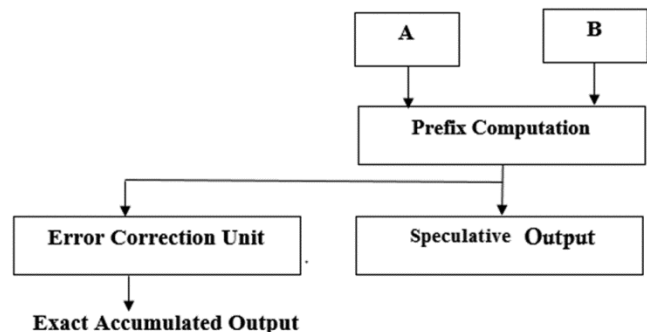 A
B
Prefix Computation
Error Correction Unit
Speculative Output
Exact Accumulated Output